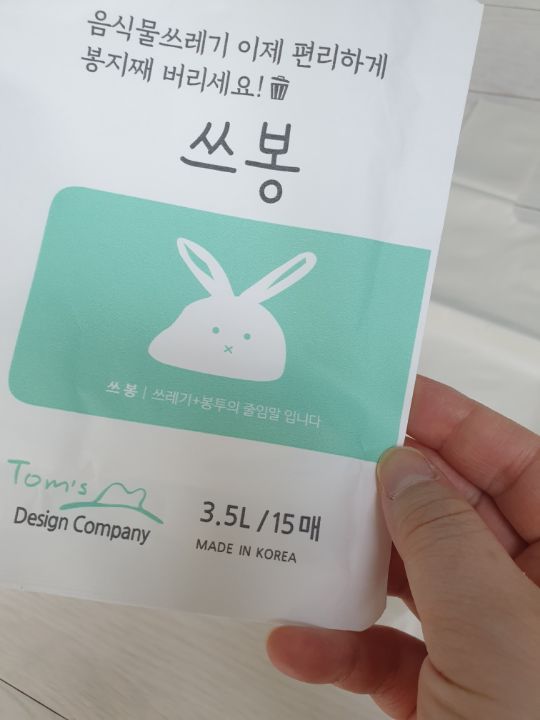 음식물쓰레기 이제 편리하게
봉지째 버리세요!
쓰봉
쓰봉 | 쓰레기+봉투의 줄임말 입니다
Tom's
Design Company
3.5L / 15매
MADE IN KOREA